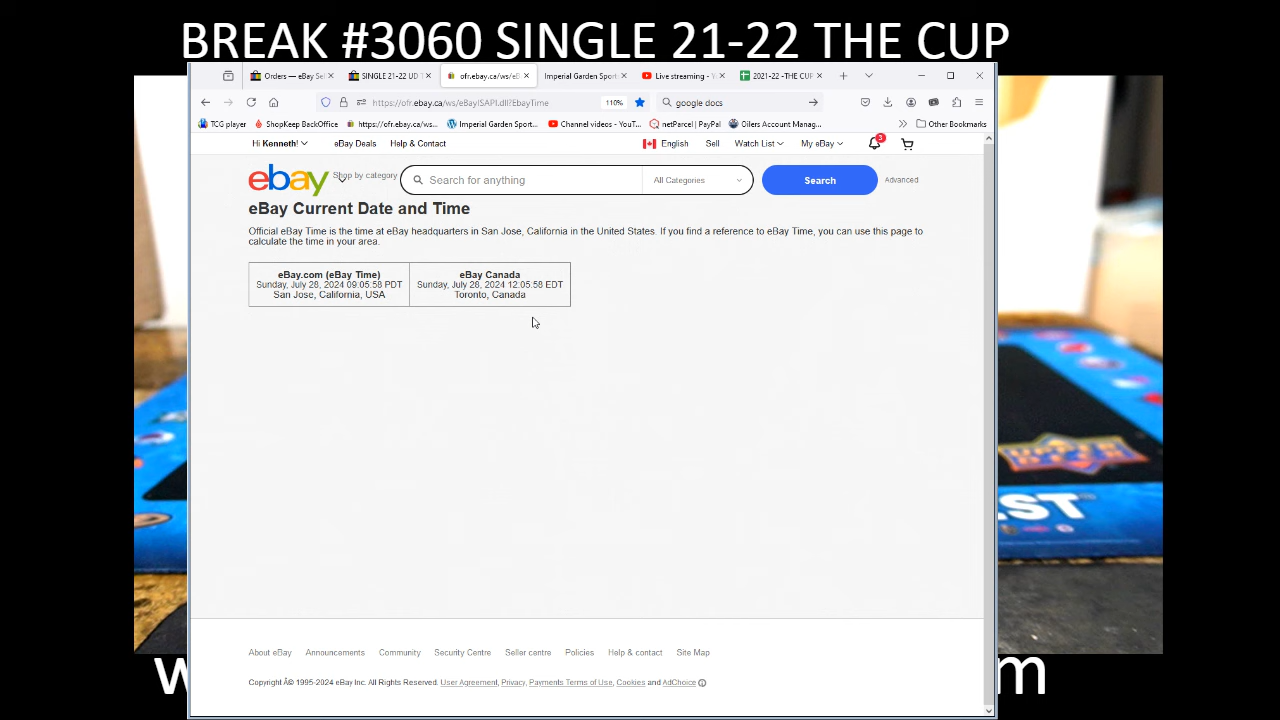 BREAK #3060 SINGLE 21-22 THE CUP
Orders — eBay Se
SINGLE 21-22 UD T
ofr.ebay.ca/ws/eB
Imperial Garden Sport
Live streaming - Y
2021-22 -THE CUP
https://ofr.ebay.ca/ws/eBayISAPI.dll?EbayTime
110%
google docs
TCG player
ShopKeep BackOffice
https://ofr.ebay.ca/ws...
Imperial Garden Sport...
Channel videos - YouT...
netParcel | PayPal
Oilers Account Manag...
Other Bookmarks
Hi Kenneth!
eBay Deals
Help & Contact
English
Sell
Watch List
My eBay
3
ebay
Shop by category
Search for anything
All Categories
Search
Advanced
eBay Current Date and Time
Official eBay Time is the time at eBay headquarters in San Jose, California in the United States. If you find a reference to eBay Time, you can use this page to
calculate the time in your area.
eBay.com (eBay Time)
Sunday, July 28, 2024 09:05:58 PDT
San Jose, California, USA
eBay Canada
Sunday, July 28, 2024 12:05:58 EDT
Toronto, Canada
UPPER DECK
About eBay
Announcements
Community
Security Centre
Seller centre
Policies
Help & contact
Site Map
Copyright Â© 1995-2024 eBay Inc. All Rights Reserved. User Agreement, Privacy, Payments Terms of Use, Cookies and AdChoice